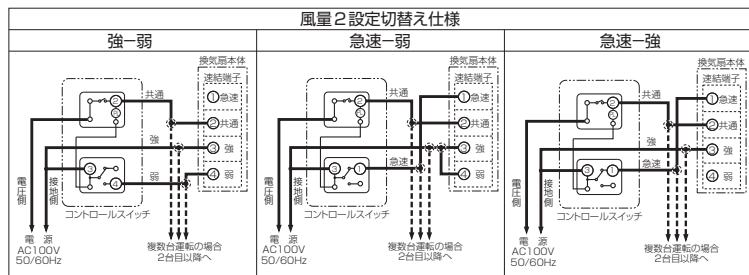 風量2設定切替え仕様
強−弱
換気扇本体
速結端子
共通
①急速
②
②共通
強
③ 強
③
弱
④弱
④
電圧側
接地側
コントロールスイッチ
電源
AC100V
50/60Hz
複数台運転の場合
2台目以降へ
急速−弱
換気扇本体
速結端子
共通
①急速
②
②共通
弱
③ 強
③
①
急速
④ 弱
電圧側
接地側
コントロールスイッチ
電源
AC100V
50/60Hz
複数台運転の場合
2台目以降へ
急速−強
換気扇本体
速結端子
共通
①急速
②
②共通
強
③ 強
③
①
急速
④ 弱
電圧側
接地側
コントロールスイッチ
電源
AC100V
50/60Hz
複数台運転の場合
2台目以降へ